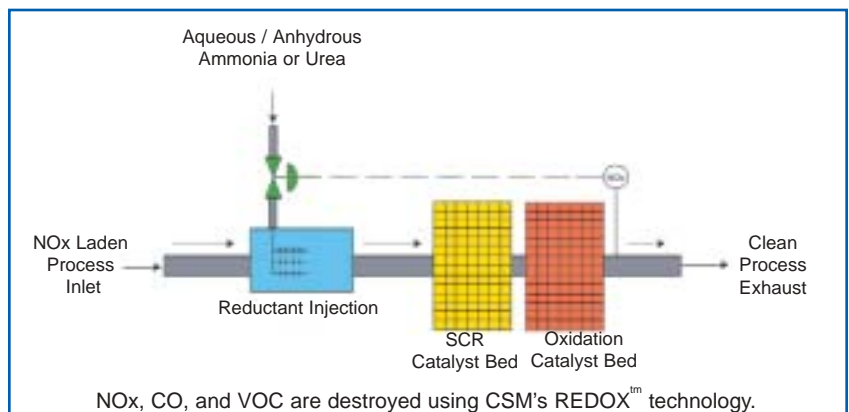 Aqueous / Anhydrous
Ammonia or Urea
NOx Laden
Process
Inlet
Reductant Injection
SCR
Catalyst Bed
Oxidation
Catalyst Bed
Clean
Process
Exhaust
NOx, CO, and VOC are destroyed using CSM's REDOX™ technology.